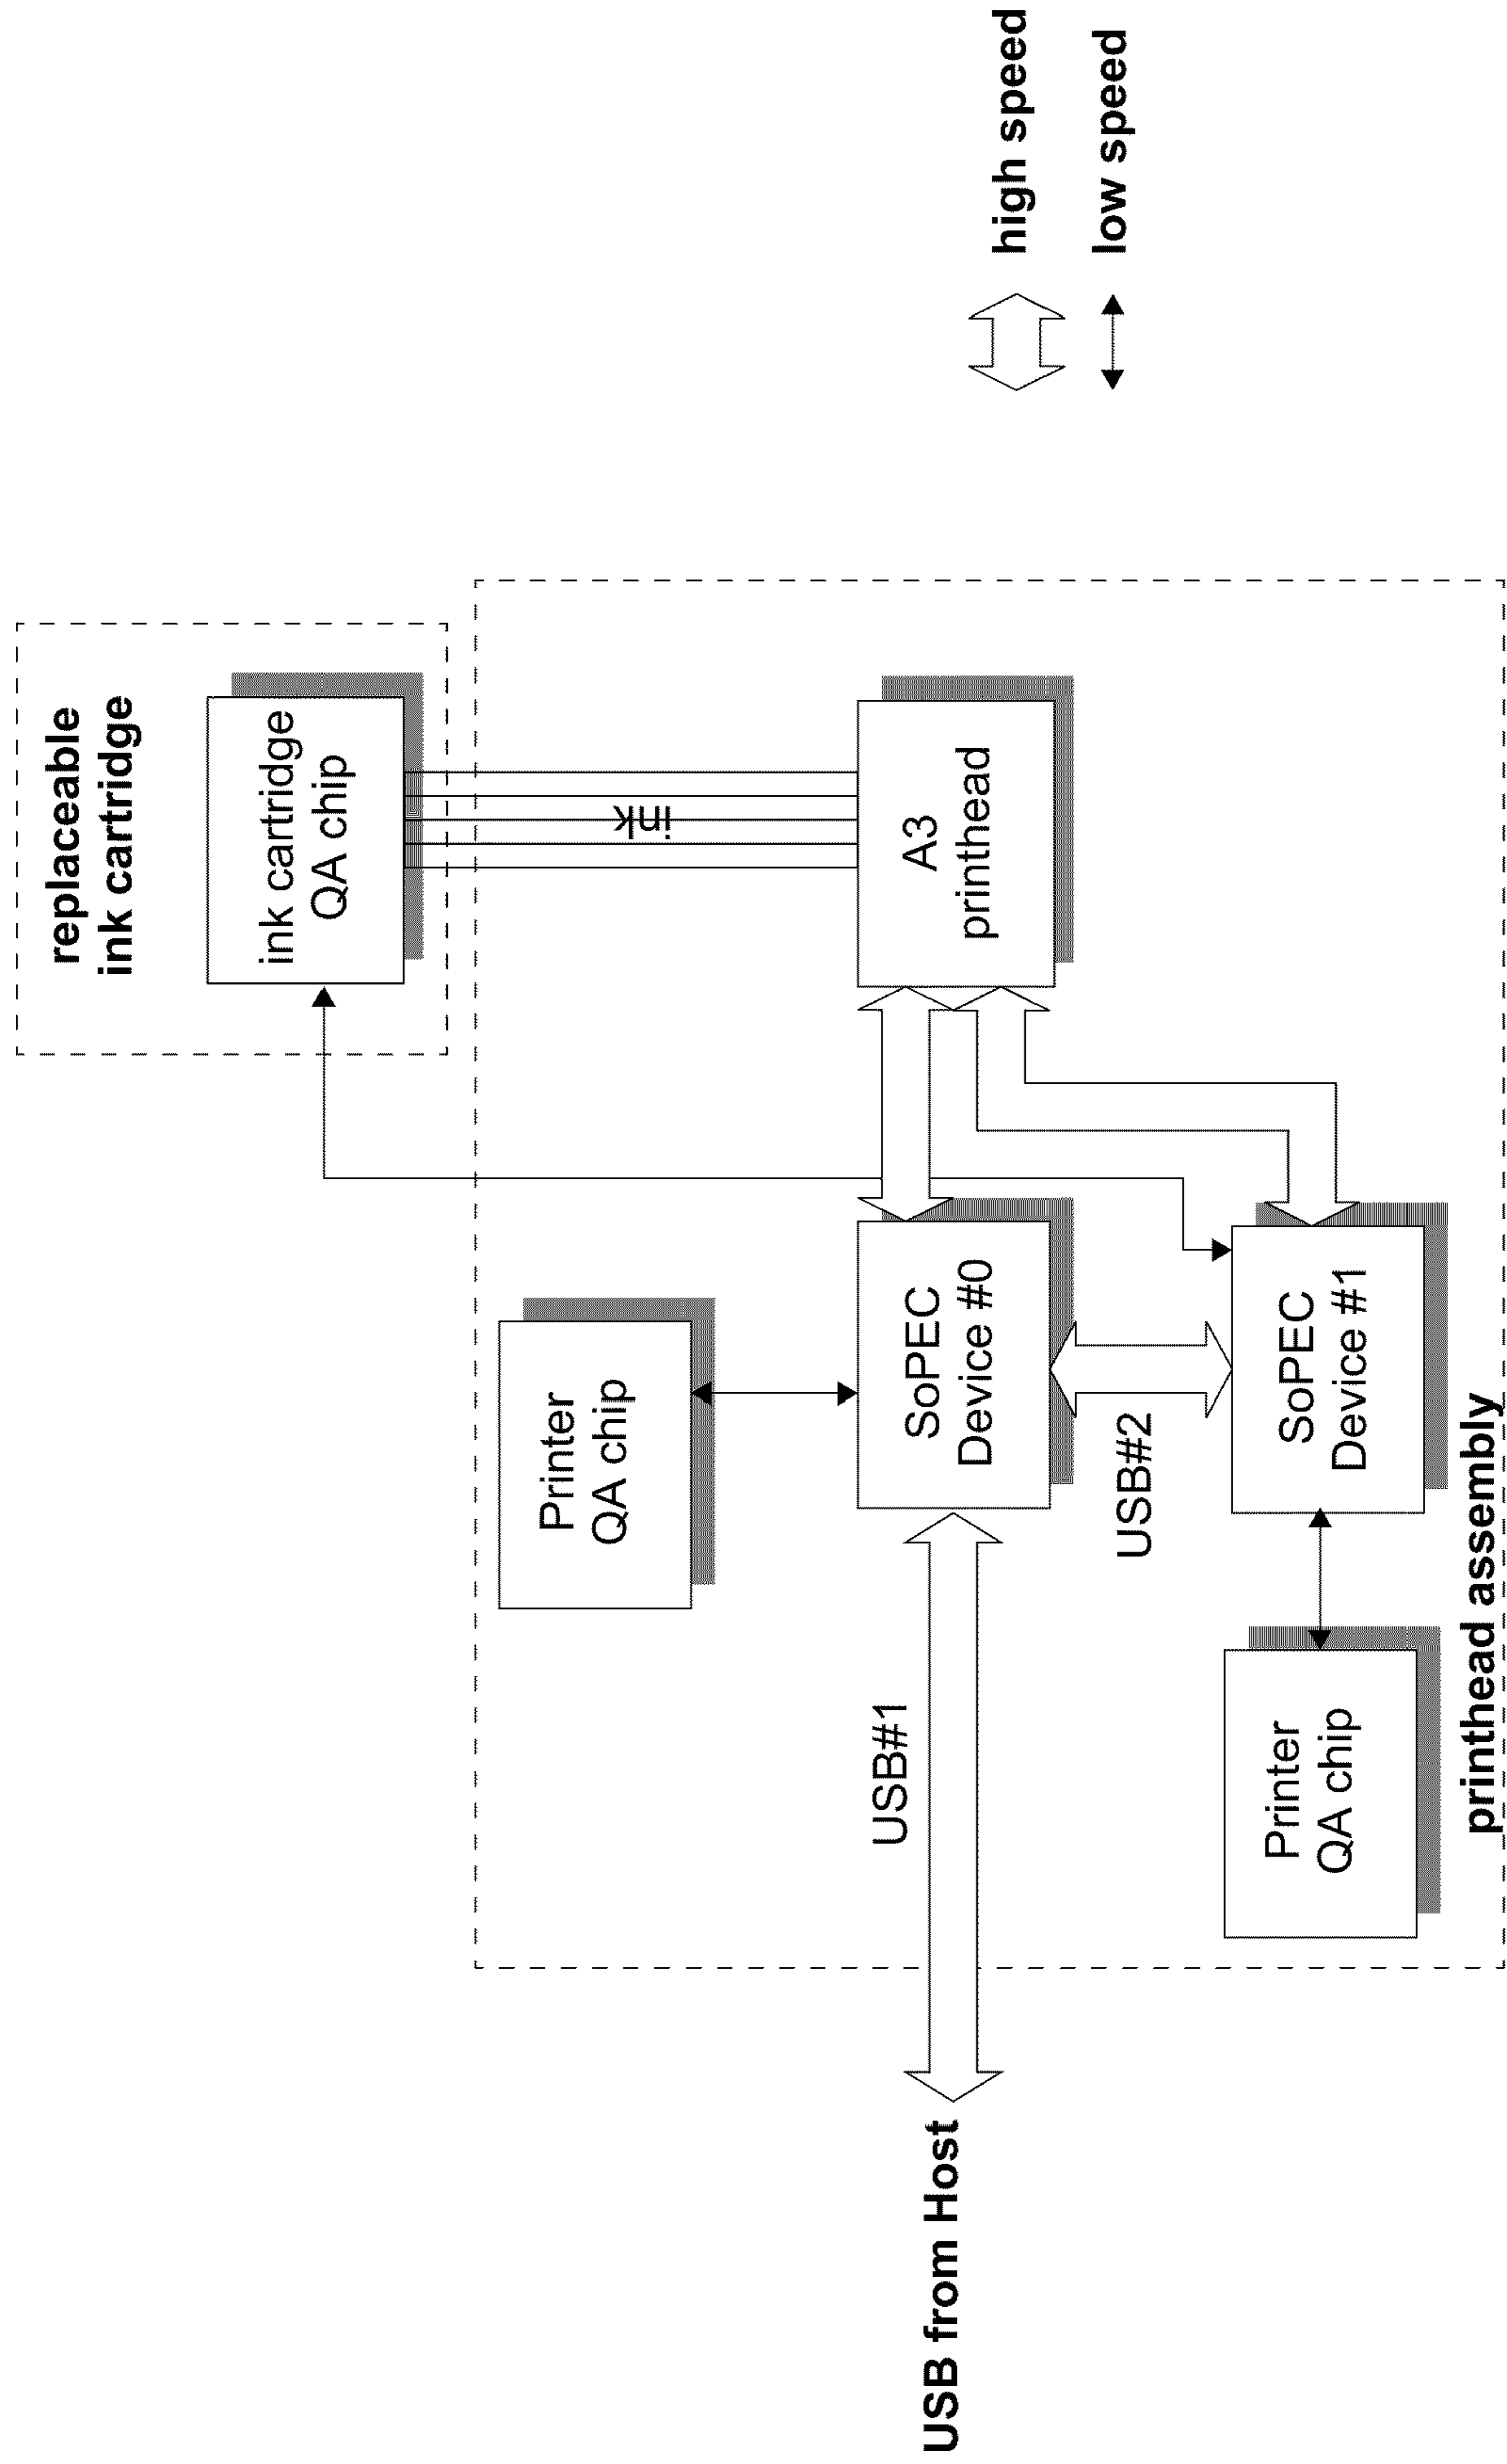 replaceable
ink cartridge
ink cartridge
QA chip
ink
A3
printhead
Printer
QA chip
SoPEC
Device #0
USB#1
USB from Host
USB#2
SoPEC
Device #1
Printer
QA chip
printhead assembly
high speed
low speed